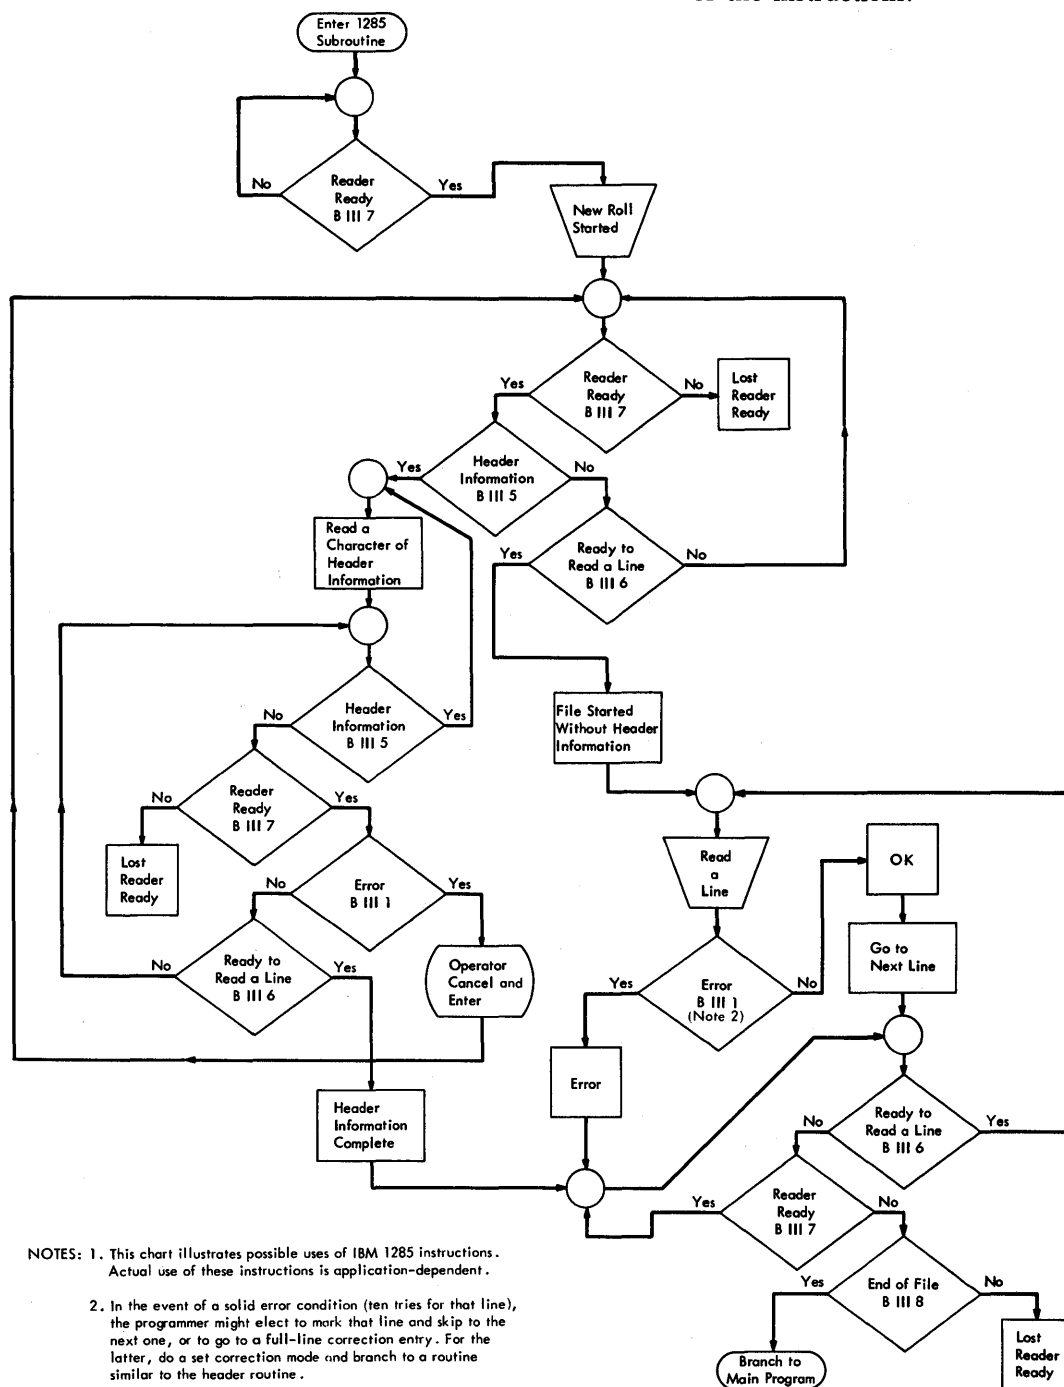 of the instructions.
Enter 1285
Subroutine
No
Reader
Ready
B III 7
Yes
New Roll
Started
Yes
Reader
Ready
B III 7
No
Lost
Reader
Ready
Yes
Header
Information
B III 5
No
Read a
Character of
Header
Information
Yes
Ready to
Read a Line
B III 6
No
No
Header
Information
B III 5
Yes
File Started
Without Header
Information
No
Reader
Ready
B III 7
Yes
Lost
Reader
Ready
No
Error
B III 1
Yes
Read
a
Line
OK
No
Ready to
Read a Line
B III 6
Yes
Operator
Cancel and
Enter
Yes
Error
B III 1
(Note 2)
No
Go to
Next Line
Error
Header
Information
Complete
No
Ready to
Read a Line
B III 6
Yes
Yes
Reader
Ready
B III 7
No
Yes
End of File
B III 8
No
Branch to
Main Program
Lost
Reader
Ready
NOTES: 1. This chart illustrates possible uses of IBM 1285 instructions.
Actual use of these instructions is application-dependent.
2. In the event of a solid error condition (ten tries for that line),
the programmer might elect to mark that line and skip to the
next one, or to go to a full-line correction entry. For the
latter, do a set correction mode and branch to a routine
similar to the header routine.